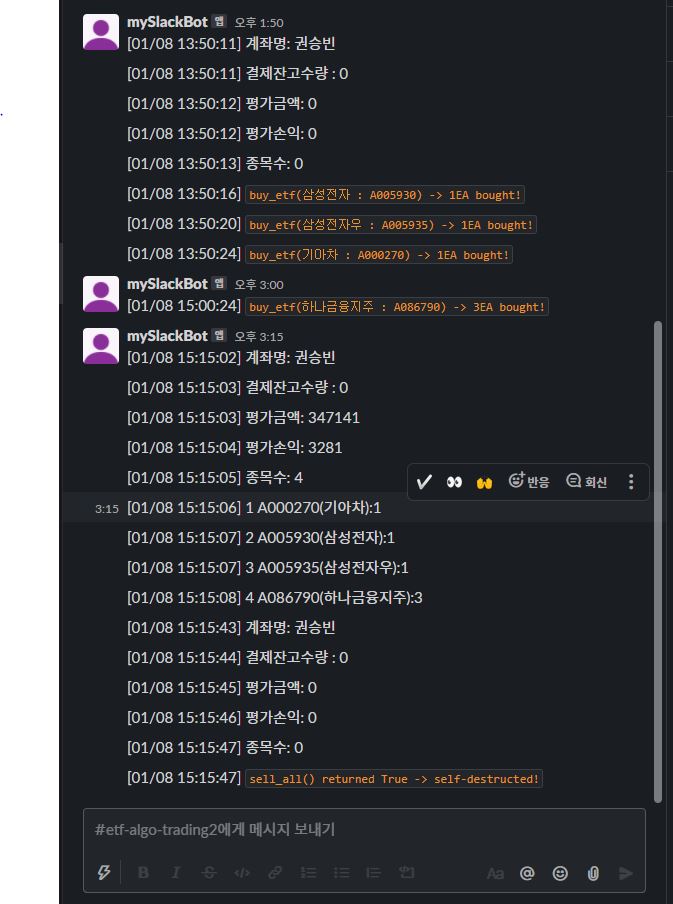 mySlackBot 앱 오후 1:50
[01/08 13:50:11] 계좌명: 권승빈
[01/08 13:50:11] 결제잔고수량 : 0
[01/08 13:50:12] 평가금액: 0
[01/08 13:50:12] 평가손익: 0
[01/08 13:50:13] 종목수: 0
[01/08 13:50:16] buy_etf(삼성전자 : A005930) -> 1EA bought!
[01/08 13:50:20] buy_etf(삼성전자우 : A005935) -> 1EA bought!
[01/08 13:50:24] buy_etf(기아차 : A000270) -> 1EA bought!
mySlackBot 앱 오후 3:00
[01/08 15:00:24] buy_etf(하나금융지주 : A086790) -> 3EA bought!
mySlackBot 앱 오후 3:15
[01/08 15:15:02] 계좌명: 권승빈
[01/08 15:15:03] 결제잔고수량 : 0
[01/08 15:15:03] 평가금액: 347141
[01/08 15:15:04] 평가손익: 3281
[01/08 15:15:05] 종목수: 4
반응 회신
3:15 [01/08 15:15:06] 1 A000270(기아차):1
[01/08 15:15:07] 2 A005930(삼성전자):1
[01/08 15:15:07] 3 A005935(삼성전자우):1
[01/08 15:15:08] 4 A086790(하나금융지주):3
[01/08 15:15:43] 계좌명: 권승빈
[01/08 15:15:44] 결제잔고수량 : 0
[01/08 15:15:45] 평가금액: 0
[01/08 15:15:46] 평가손익: 0
[01/08 15:15:47] 종목수: 0
[01/08 15:15:47] sell_all() returned True -> self-destructed!
#etf-algo-trading2에게 메시지 보내기
B I S Aa @